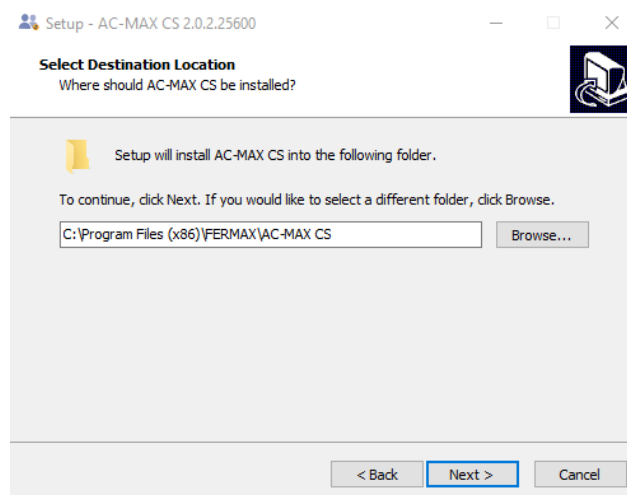 Setup - AC-MAX CS 2.0.2.25600
Select Destination Location
Where should AC-MAX CS be installed?
Setup will install AC-MAX CS into the following folder.
To continue, click Next. If you would like to select a different folder, click Browse.
C:\Program Files (x86)\FERMAX\AC-MAX CS
Browse...
< Back
Next >
Cancel